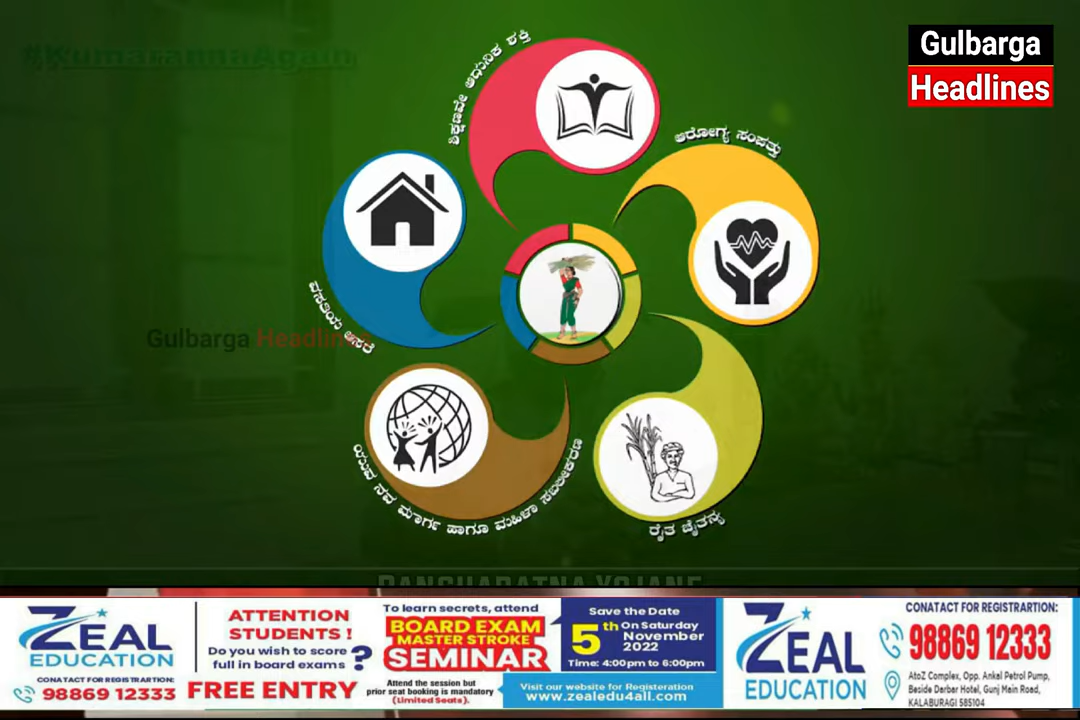 #KumarannaAgain
Gulbarga
Headlines
ಶಿಕ್ಷಣವೇ ಆಧುನಿಕ ಶಕ್ತಿ
ಆರೋಗ್ಯ ಸಂಪತ್ತು
ವಸತಿಯ ಆಸರೆ
Gulbarga Headlines
ಯುವ ನವ ಮಾರ್ಗ ಹಾಗೂ ಮಹಿಳಾ ಸಬಲೀಕರಣ
ರೈತ ಚೈತನ್ಯ
PANCHARATNA YOJANE
ZEAL
EDUCATION
CONATACT FOR REGISTRARTION:
98869 12333
ATTENTION
STUDENTS !
Do you wish to score
full in board exams ?
FREE ENTRY
To learn secrets, attend
BOARD EXAM
MASTER STROKE
SEMINAR
Attend the session but
prior seat booking is mandatory
(Limited Seats).
Save the Date
5th On Saturday
November
2022
Time: 4:00pm to 6:00pm
Visit our website for Registeration
www.zealedu4all.com
ZEAL
EDUCATION
CONATACT FOR REGISTRARTION:
98869 12333
AtoZ Complex, Opp. Ankal Petrol Pump,
Beside Darbar Hotel, Gunj Main Road,
KALABURAGI 585104